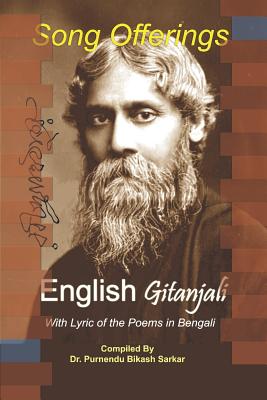 Song Offerings
English Gitanjali
With Lyric of the Poems in Bengali
Compiled By
Dr. Purnendu Bikash Sarkar